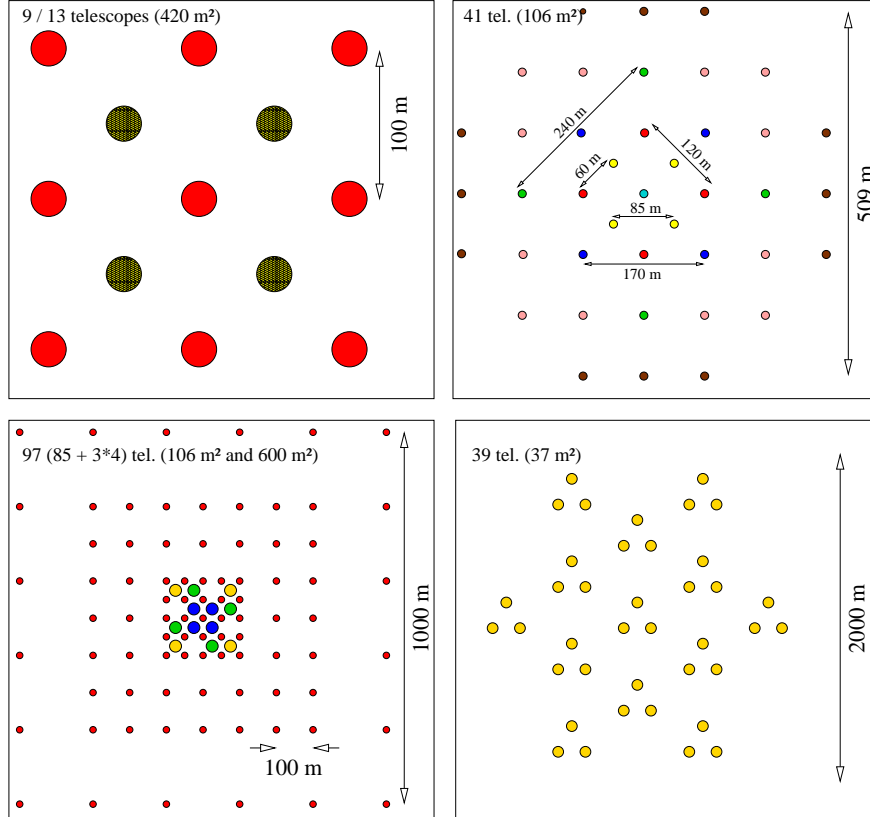 9 / 13 telescopes (420 m²)
100 m
41 tel. (106 m²)
240 m
120 m
60 m
85 m
170 m
509 m
97 (85 + 3*4) tel. (106 m² and 600 m²)
1000 m
100 m
39 tel. (37 m²)
2000 m